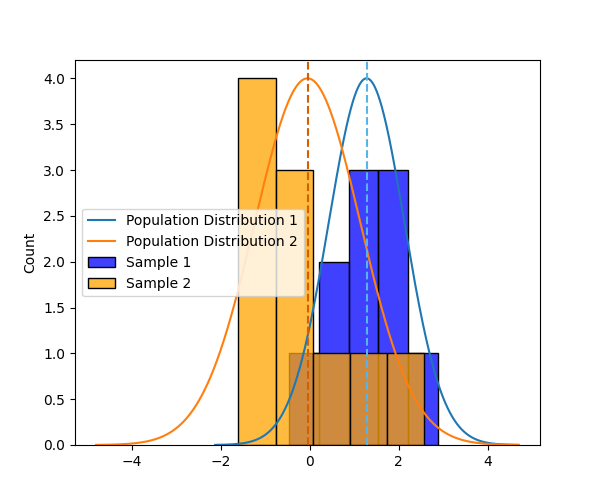 4.0
3.5
3.0
2.5
2.0
1.5
1.0
0.5
0.0
Count
Population Distribution 1
Population Distribution 2
Sample 1
Sample 2
−4 −2 0 2 4